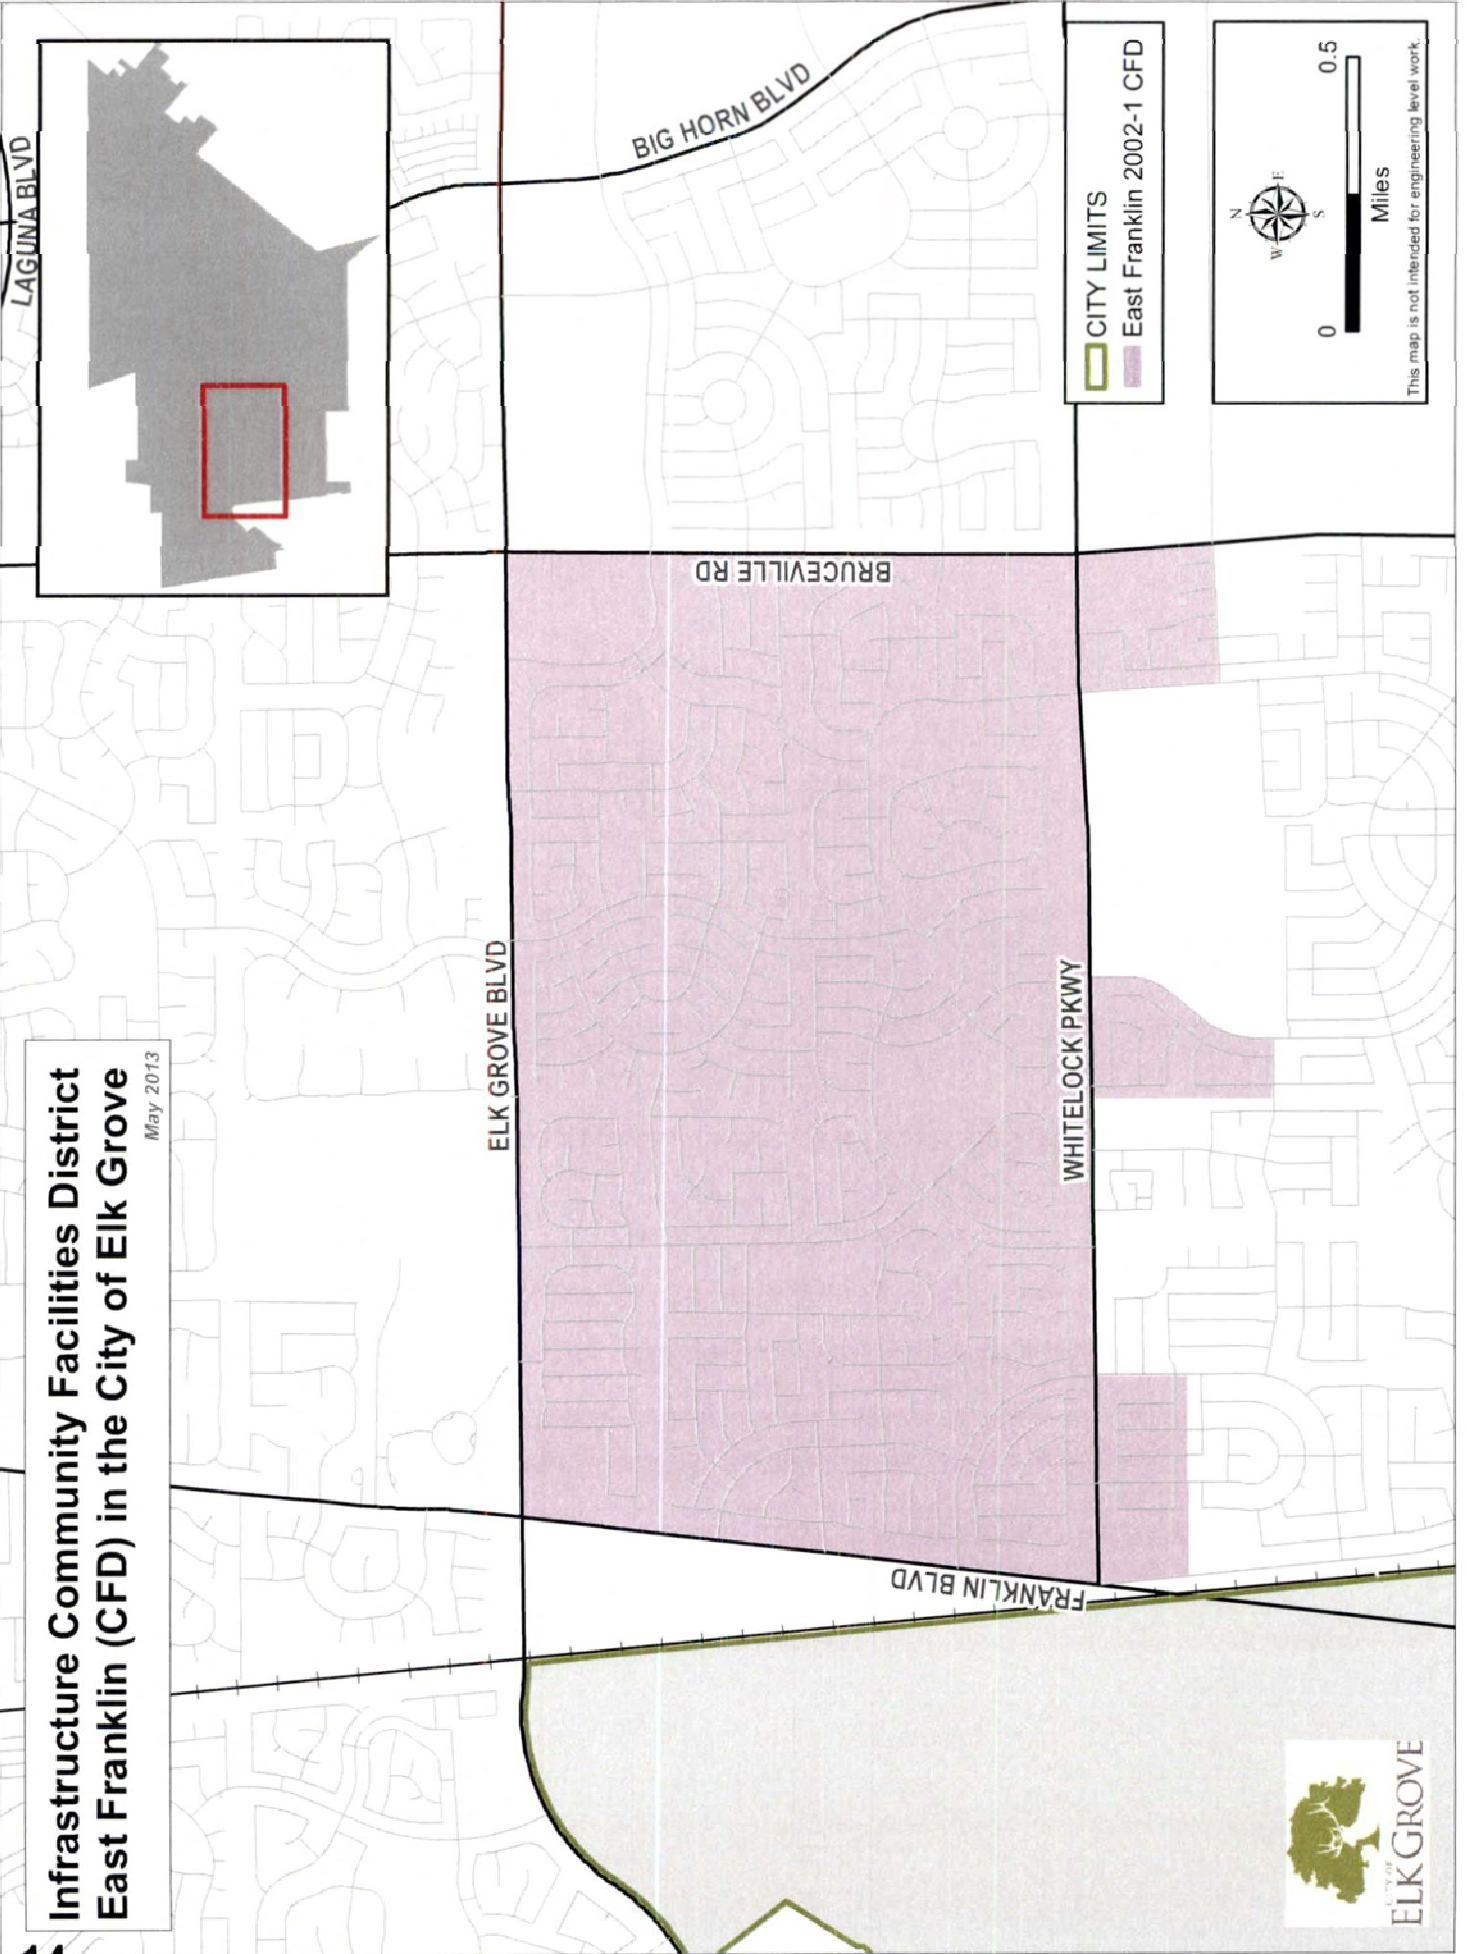 Infrastructure Community Facilities District
East Franklin (CFD) in the City of Elk Grove
May 2013
LAGUNA BLVD
BIG HORN BLVD
ELK GROVE BLVD
BRUCEVILLE RD
WHITELOCK PKWY
FRANKLIN BLVD
CITY LIMITS
East Franklin 2002-1 CFD
N
W
E
S
0
0.5
Miles
This map is not intended for engineering level work.
CITY OF
ELK GROVE